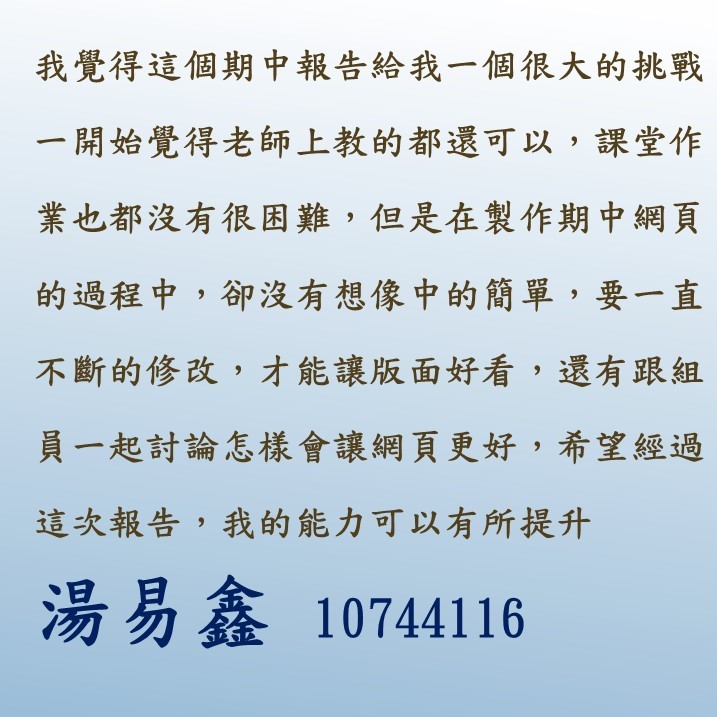 我覺得這個期中報告給我一個很大的挑戰
一開始覺得老師上教的都還可以，課堂作
業也都沒有很困難，但是在製作期中網頁
的過程中，卻沒有想像中的簡單，要一直
不斷的修改，才能讓版面好看，還有跟組
員一起討論怎樣會讓網頁更好，希望經過
這次報告，我的能力可以有所提升
湯易鑫 10744116